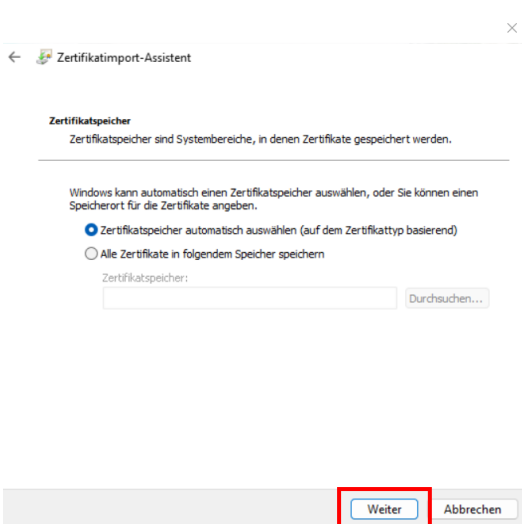 Zertifikatimport-Assistent
Zertifikatspeicher
Zertifikatspeicher sind Systembereiche, in denen Zertifikate gespeichert werden.
Windows kann automatisch einen Zertifikatspeicher auswählen, oder Sie können einen
Speicherort für die Zertifikate angeben.
Zertifikatspeicher automatisch auswählen (auf dem Zertifikattyp basierend)
Alle Zertifikate in folgendem Speicher speichern
Zertifikatspeicher:
Durchsuchen...
Weiter Abbrechen